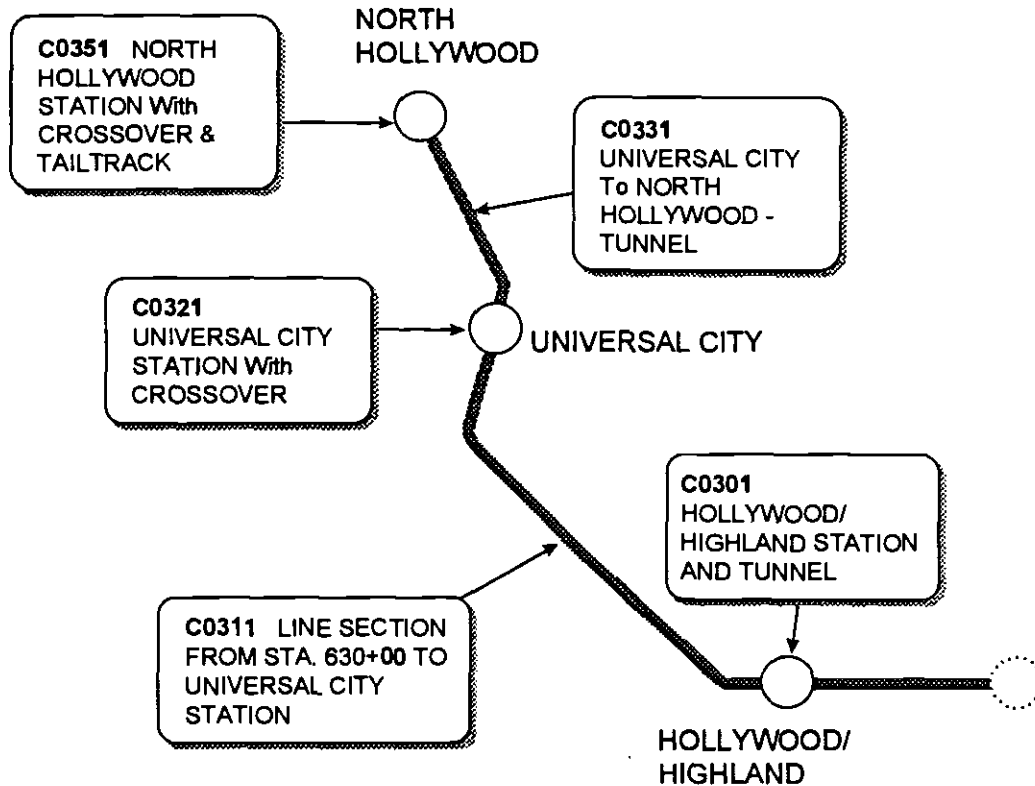 NORTH
HOLLYWOOD
C0351 NORTH
HOLLYWOOD
STATION With
CROSSOVER &
TAILTRACK
C0331
UNIVERSAL CITY
To NORTH
HOLLYWOOD -
TUNNEL
C0321
UNIVERSAL CITY
STATION With
CROSSOVER
UNIVERSAL CITY
C0301
HOLLYWOOD/
HIGHLAND STATION
AND TUNNEL
C0311 LINE SECTION
FROM STA. 630+00 TO
UNIVERSAL CITY
STATION
HOLLYWOOD/
HIGHLAND